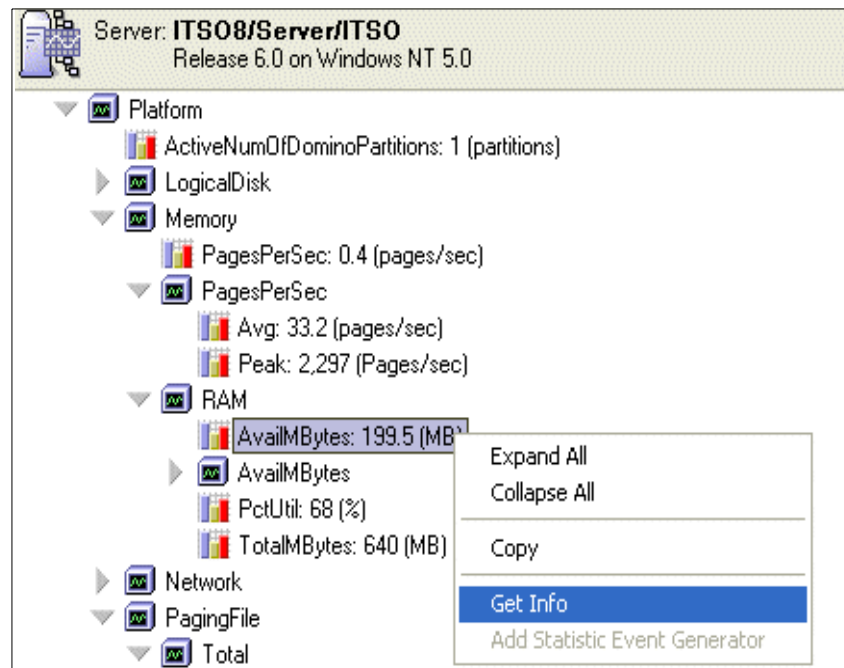 Server: ITSO8/Server/ITSO
Release 6.0 on Windows NT 5.0
Platform
ActiveNumOfDominoPartitions: 1 (partitions)
LogicalDisk
Memory
PagesPerSec: 0.4 (pages/sec)
PagesPerSec
Avg: 33.2 (pages/sec)
Peak: 2,297 (Pages/sec)
RAM
AvailMBytes: 199.5 (MB)
AvailMBytes
PctUtil: 68 (%)
TotalMBytes: 640 (MB)
Network
PagingFile
Total
Expand All
Collapse All
Copy
Get Info
Add Statistic Event Generator